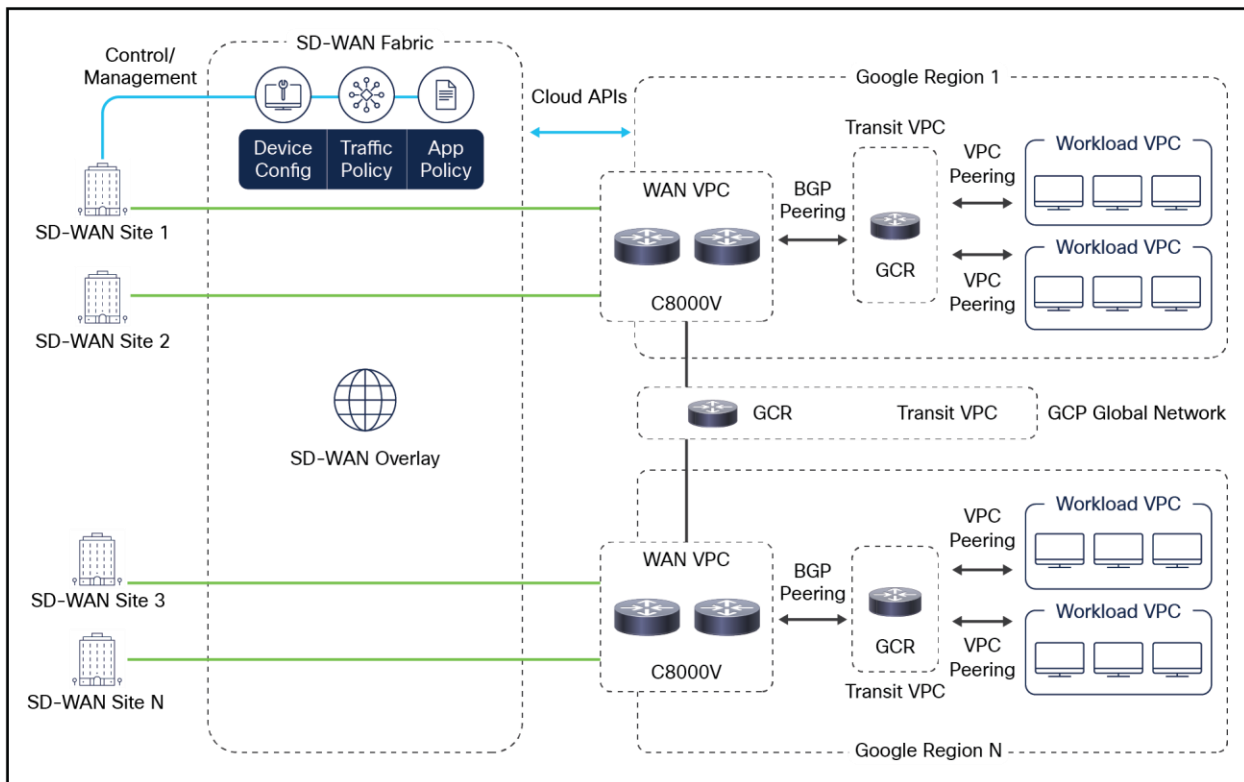 SD-WAN Fabric
Control/
Management
Device
Config
Traffic
Policy
App
Policy
Cloud APIs
SD-WAN Site 1
SD-WAN Site 2
SD-WAN Overlay
SD-WAN Site 3
SD-WAN Site N
Google Region 1
WAN VPC
C8000V
BGP
Peering
Transit VPC
GCR
VPC
Peering
VPC
Peering
Workload VPC
Workload VPC
GCR
Transit VPC
GCP Global Network
WAN VPC
C8000V
BGP
Peering
GCR
Transit VPC
VPC
Peering
VPC
Peering
Workload VPC
Workload VPC
Google Region N